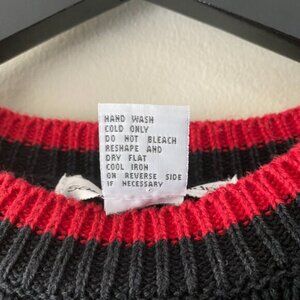 HAND WASH
COLD ONLY
DO NOT BLEACH
RESHAPE AND
DRY FLAT
COOL IRON
ON REVERSE SIDE
IF NECESSARY